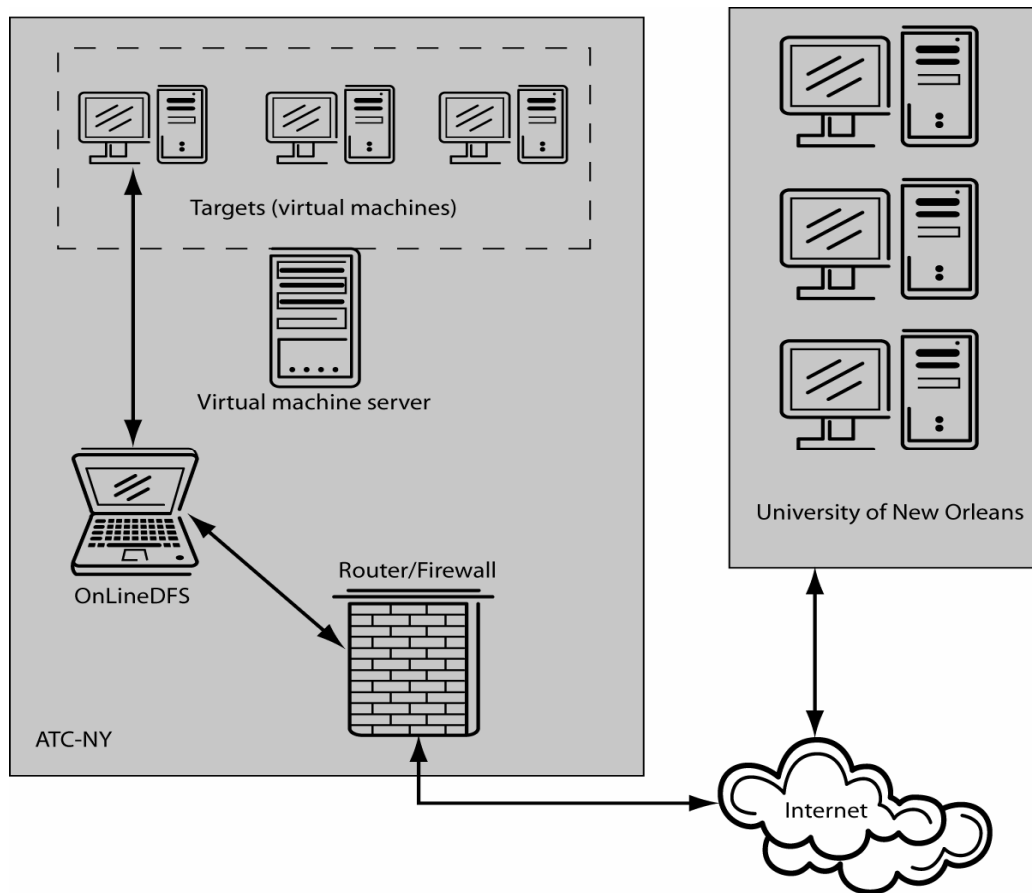 Targets (virtual machines)
Virtual machine server
OnLineDFS
Router/Firewall
ATC-NY
University of New Orleans
Internet